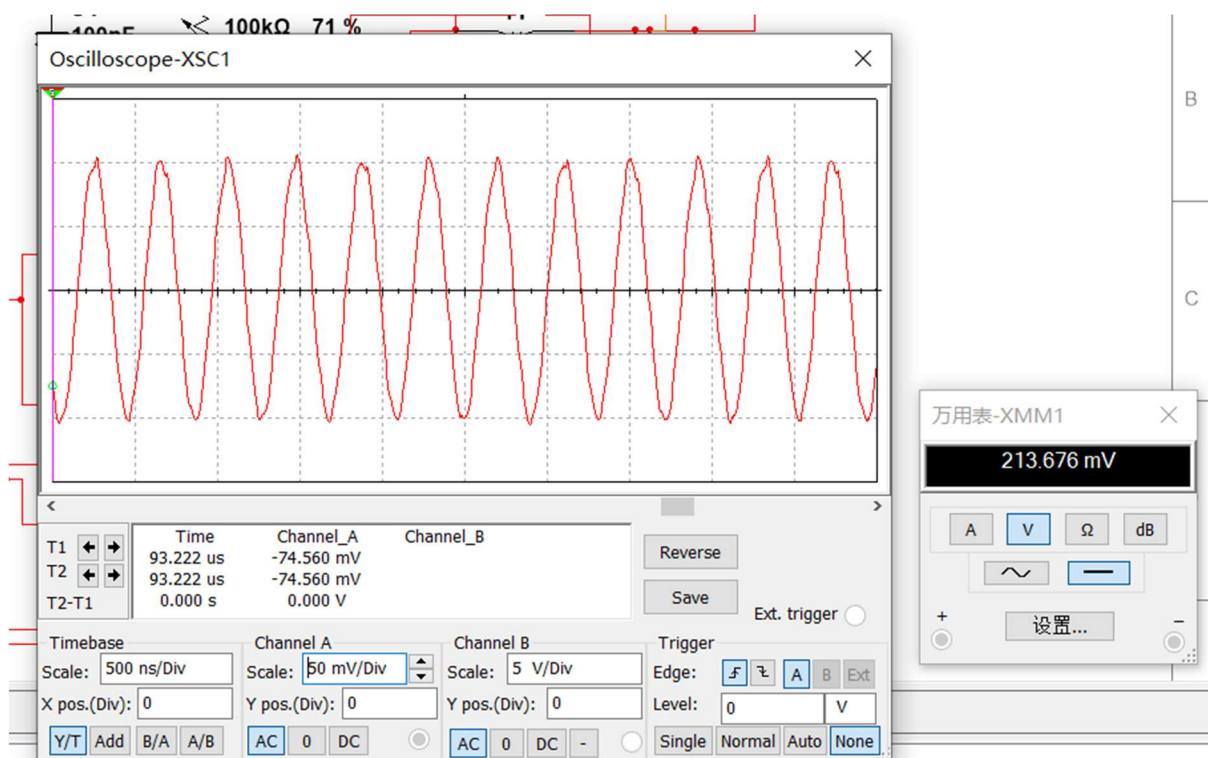 100kΩ 71 %
Oscilloscope-XSC1
B
C
万用表-XMM1
213.676 mV
A V Ω dB
+ 设置... -
T1
T2
T2-T1
Time Channel_A Channel_B
93.222 us -74.560 mV
93.222 us -74.560 mV
0.000 s 0.000 V
Reverse
Save
Ext. trigger
Timebase
Scale: 500 ns/Div
X pos.(Div): 0
Y/T Add B/A A/B
Channel A
Scale: 50 mV/Div
Y pos.(Div): 0
AC 0 DC
Channel B
Scale: 5 V/Div
Y pos.(Div): 0
AC 0 DC -
Trigger
Edge: A B Ext
Level: 0 V
Single Normal Auto None